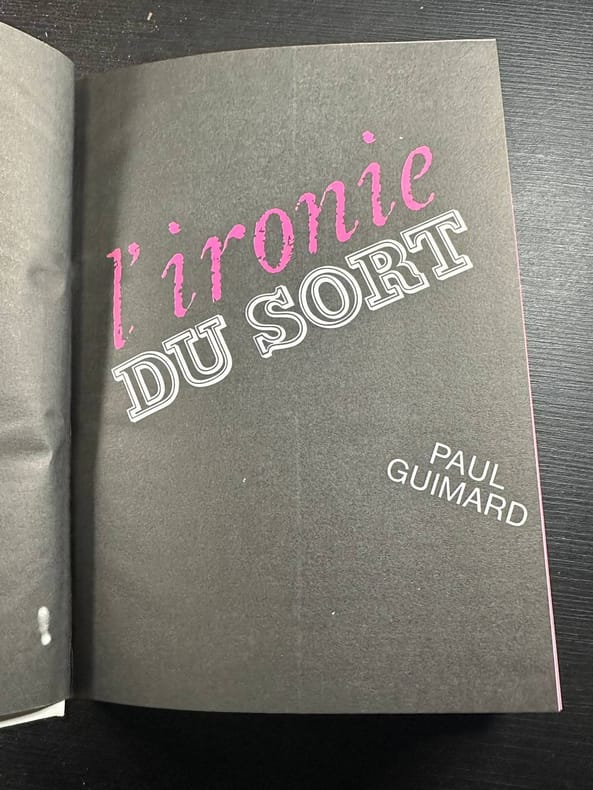 l'ironie
DU SORT
PAUL
GUIMARD